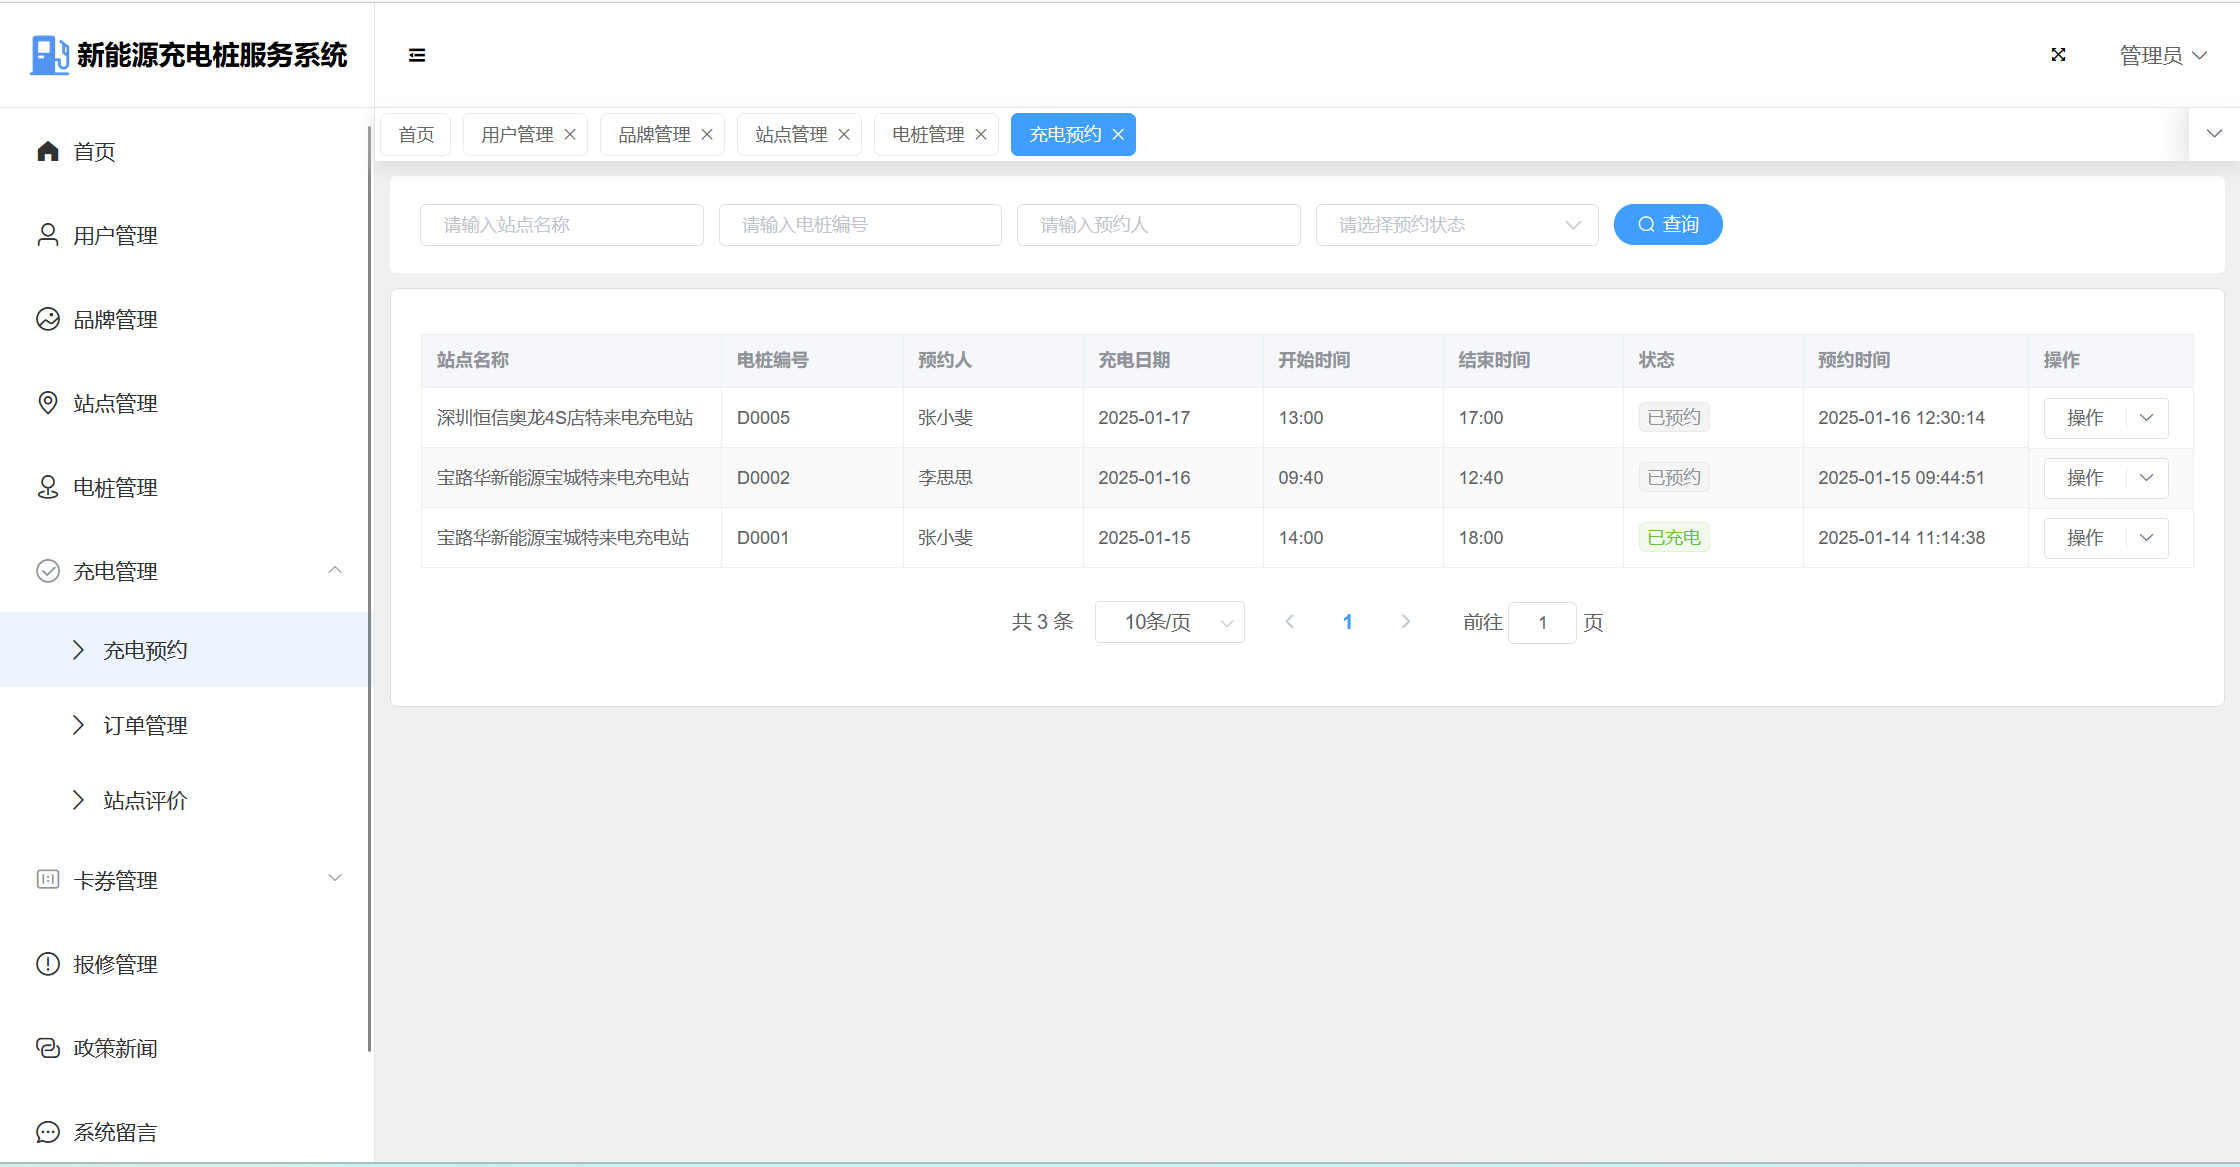 新能源充电桩服务系统
管理员
首页
用户管理
品牌管理
站点管理
电桩管理
充电管理
充电预约
订单管理
站点评价
卡券管理
报修管理
政策新闻
系统留言
首页 用户管理 品牌管理 站点管理 电桩管理 充电预约
请输入站点名称 请输入电桩编号 请输入预约人 请选择预约状态 查询
站点名称 电桩编号 预约人 充电日期 开始时间 结束时间 状态 预约时间 操作
深圳恒信奥龙4S店特来电充电站 D0005 张小斐 2025-01-17 13:00 17:00 已预约 2025-01-16 12:30:14 操作
宝路华新能源宝城特来电充电站 D0002 李思思 2025-01-16 09:40 12:40 已预约 2025-01-15 09:44:51 操作
宝路华新能源宝城特来电充电站 D0001 张小斐 2025-01-15 14:00 18:00 已充电 2025-01-14 11:14:38 操作
共 3 条 10条/页 1 前往 1 页